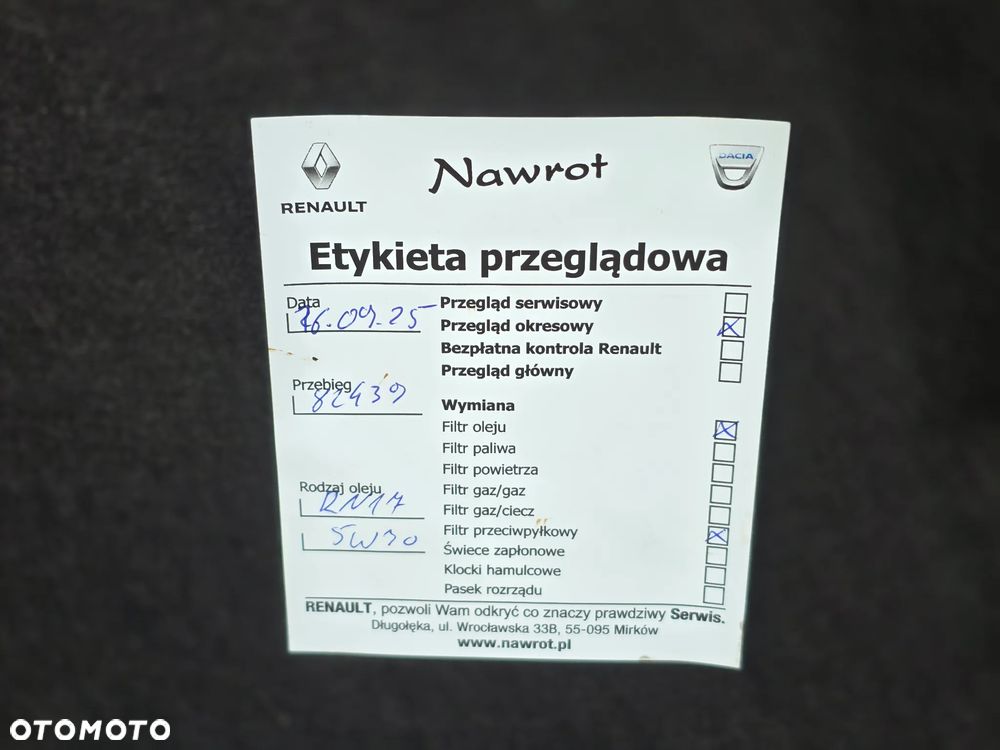 RENAULT
Nawrot
DACIA
Etykieta przeglądowa
Data
26.09.25
Przebieg
82439
Rodzaj oleju
RN17
5W30
Przegląd serwisowy
Przegląd okresowy
Bezpłatna kontrola Renault
Przegląd główny
Wymiana
Filtr oleju
Filtr paliwa
Filtr powietrza
Filtr gaz/gaz
Filtr gaz/ciecz
Filtr przeciwpyłkowy
Świece zapłonowe
Klocki hamulcowe
Pasek rozrządu
RENAULT, pozwoli Wam odkryć co znaczy prawdziwy Serwis.
Długołęka, ul. Wrocławska 33B, 55-095 Mirków
www.nawrot.pl
OTOMOTO